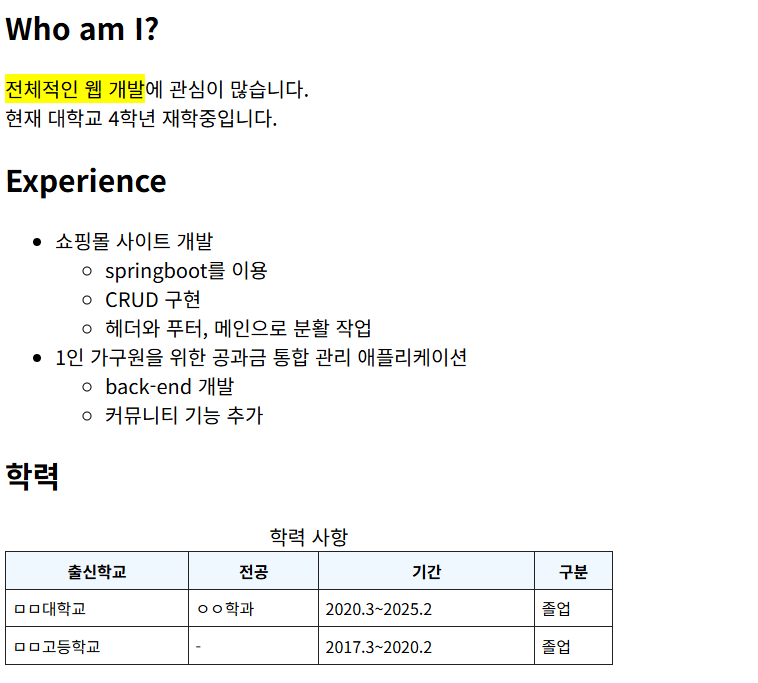 Who am I?
전체적인 웹 개발에 관심이 많습니다.
현재 대학교 4학년 재학중입니다.
Experience
쇼핑몰 사이트 개발
springboot를 이용
CRUD 구현
헤더와 푸터, 메인으로 분활 작업
1인 가구원을 위한 공과금 통합 관리 애플리케이션
back-end 개발
커뮤니티 기능 추가
학력
학력 사항
출신학교 전공 기간 구분
ㅁㅁ대학교 ㅇㅇ학과 2020.3~2025.2 졸업
ㅁㅁ고등학교 - 2017.3~2020.2 졸업